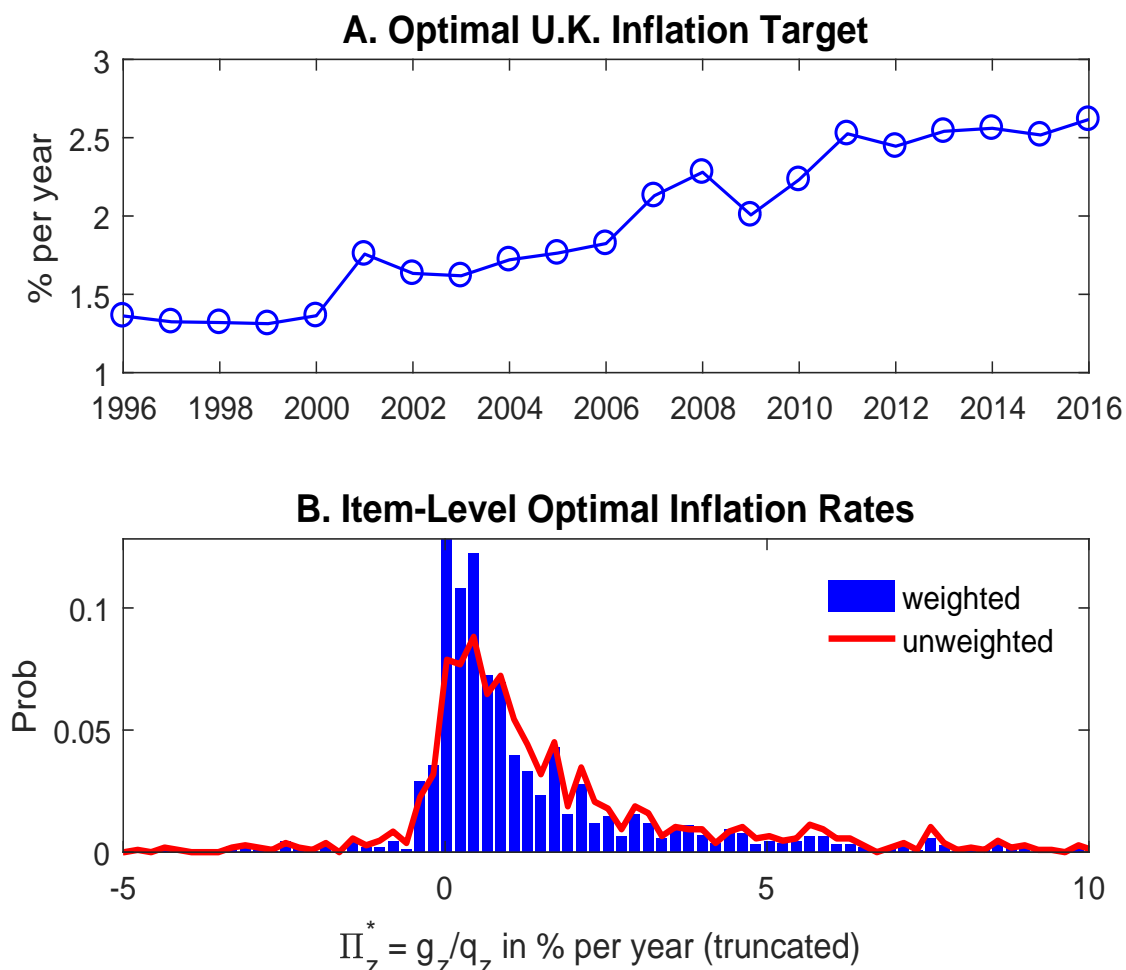 A. Optimal U.K. Inflation Target
3
2.5
2
1.5
1
% per year
1996 1998 2000 2002 2004 2006 2008 2010 2012 2014 2016
B. Item-Level Optimal Inflation Rates
weighted
unweighted
0.1
0.05
0
Prob
-5 0 5 10
Π*z = gz/qz in % per year (truncated)